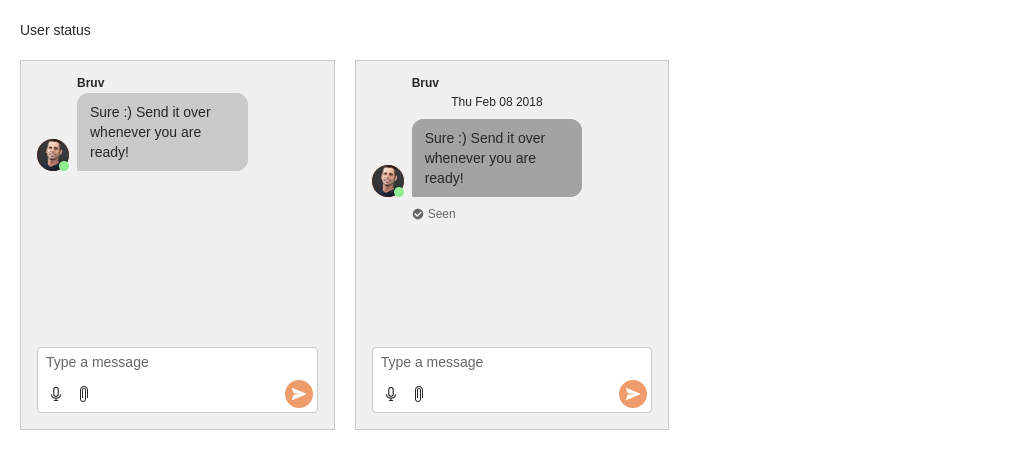 User status
Bruv
Sure :) Send it over
whenever you are
ready!
Type a message
Bruv
Thu Feb 08 2018
Sure :) Send it over
whenever you are
ready!
Seen
Type a message